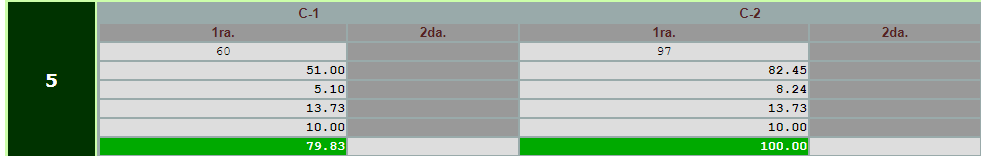 C-1 C-2
1ra. 2da. 1ra. 2da.
60 97
51.00 82.45
5 5.10 8.24
13.73 13.73
10.00 10.00
79.83 100.00